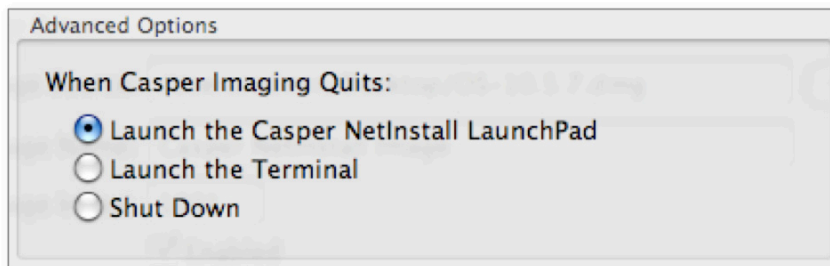 Advanced Options
When Casper Imaging Quits:
Launch the Casper NetInstall LaunchPad
Launch the Terminal
Shut Down